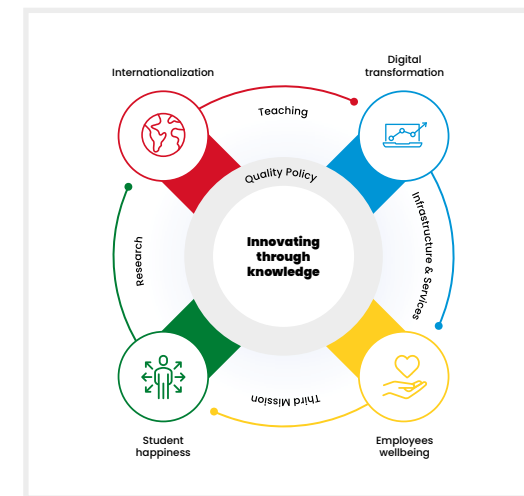 Digital
transformation
Internationalization
Teaching
Quality Policy
Infrastructure & Services
Innovating
through
knowledge
Research
Third Mission
Student
happiness
Employees
wellbeing